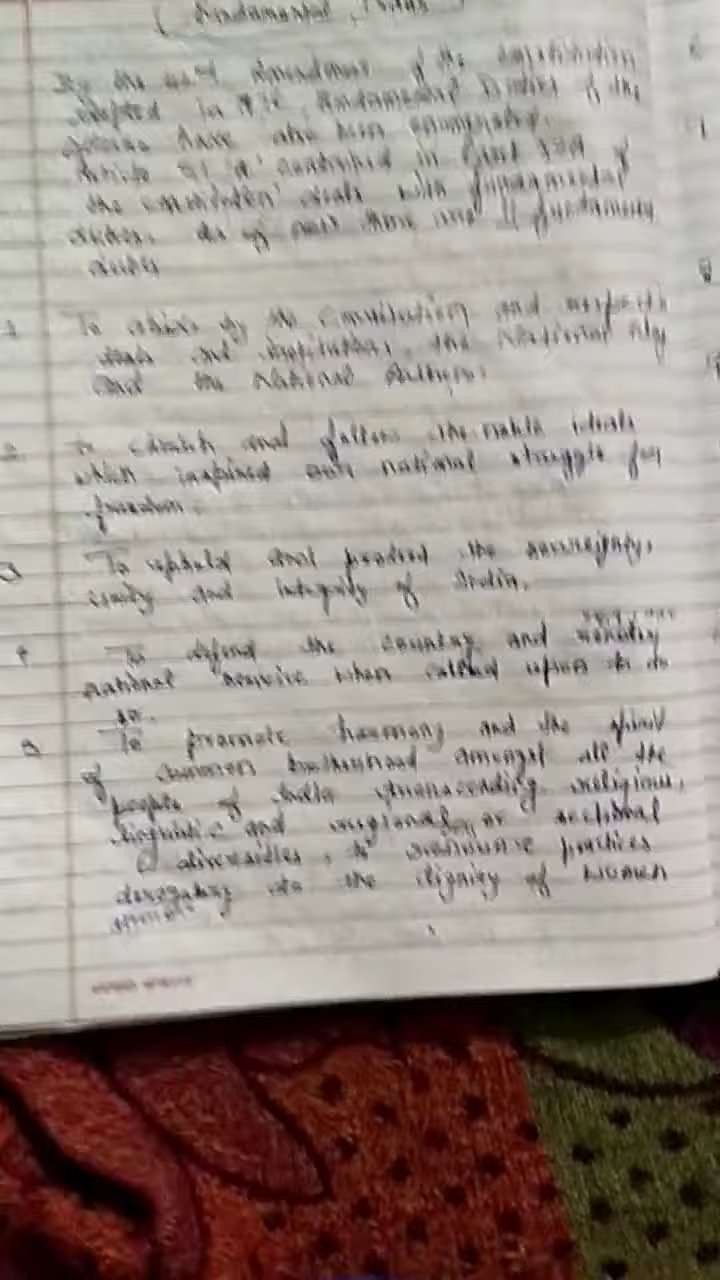 ( Fundamental Duties )
By the 42nd Amendment of the constitution
adopted in 1976, Fundamental Duties of the
have also been enumerated.
Article 51 'A' contained in Part IVA of
the constitution deals with fundamental
duties. As of now there are 11 fundamental
duties
1 To abide by the Constitution and respect
ideals and institutions, the National Flag
and the National Anthem.
2. To cherish and follow the noble ideals
which inspired our national struggle for
freedom.
3 To uphold and protect the sovereignty,
unity and integrity of India.
4 To defend the country and
national service when called upon to do
so.
5 To promote harmony and the spirit
of common brotherhood amongst all the
people of India transcending religious,
linguistic and regional or sectional
diversities, to practices
derogatory to the dignity of women